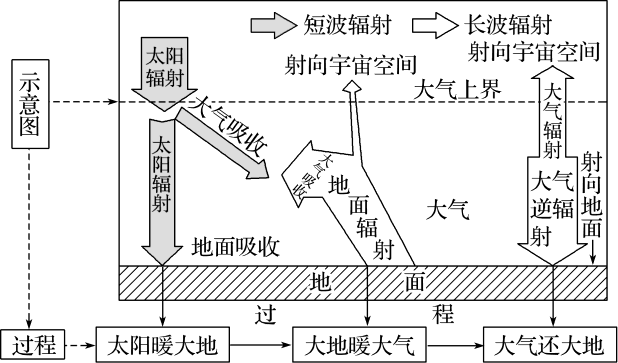 短波辐射
长波辐射
太阳
辐射
射向宇宙空间
射向宇宙空间
示意图
大气上界
大气吸收
太阳辐射
大气吸收
地面辐射
大气
大气辐射
大气
逆辐
射
射向地面
地面吸收
地 面
过 程
过程
太阳暖大地
大地暖大气
大气还大地